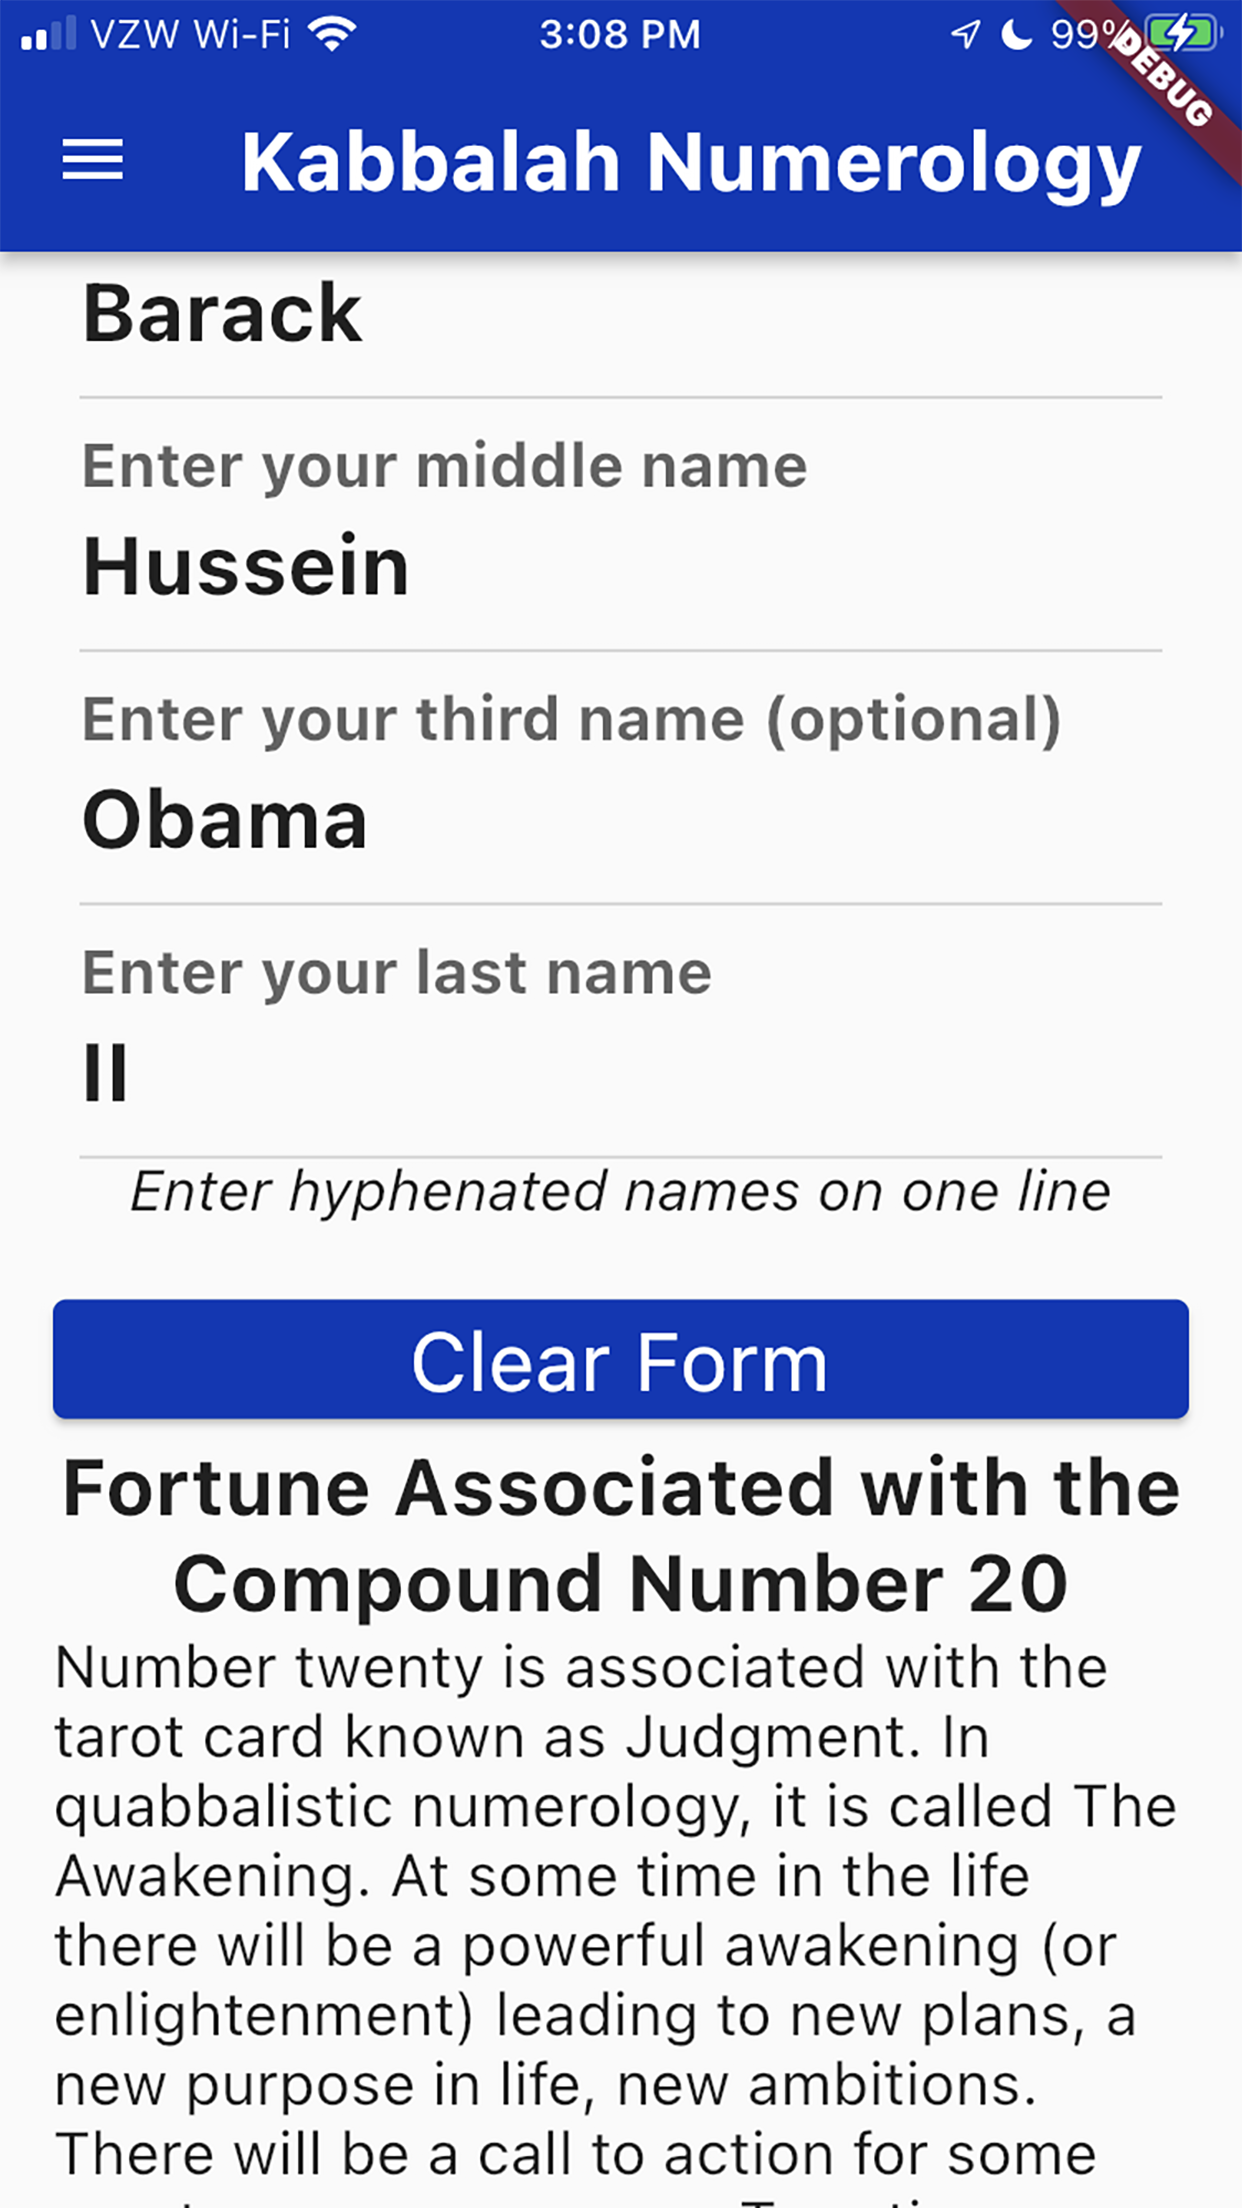 VZW Wi-Fi 3:08 PM 99%
DEBUG
Kabbalah Numerology
Barack
Enter your middle name
Hussein
Enter your third name (optional)
Obama
Enter your last name
II
Enter hyphenated names on one line
Clear Form
Fortune Associated with the
Compound Number 20
Number twenty is associated with the
tarot card known as Judgment. In
quabbalistic numerology, it is called The
Awakening. At some time in the life
there will be a powerful awakening (or
enlightenment) leading to new plans, a
new purpose in life, new ambitions.
There will be a call to action for some